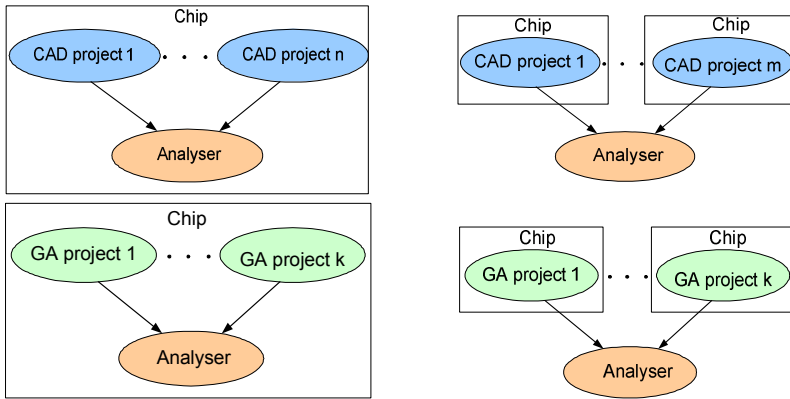 Chip
CAD project 1 . . . CAD project n
Analyser
Chip Chip
CAD project 1 . . . CAD project m
Analyser
Chip
GA project 1 . . . GA project k
Analyser
Chip Chip
GA project 1 . . . GA project k
Analyser